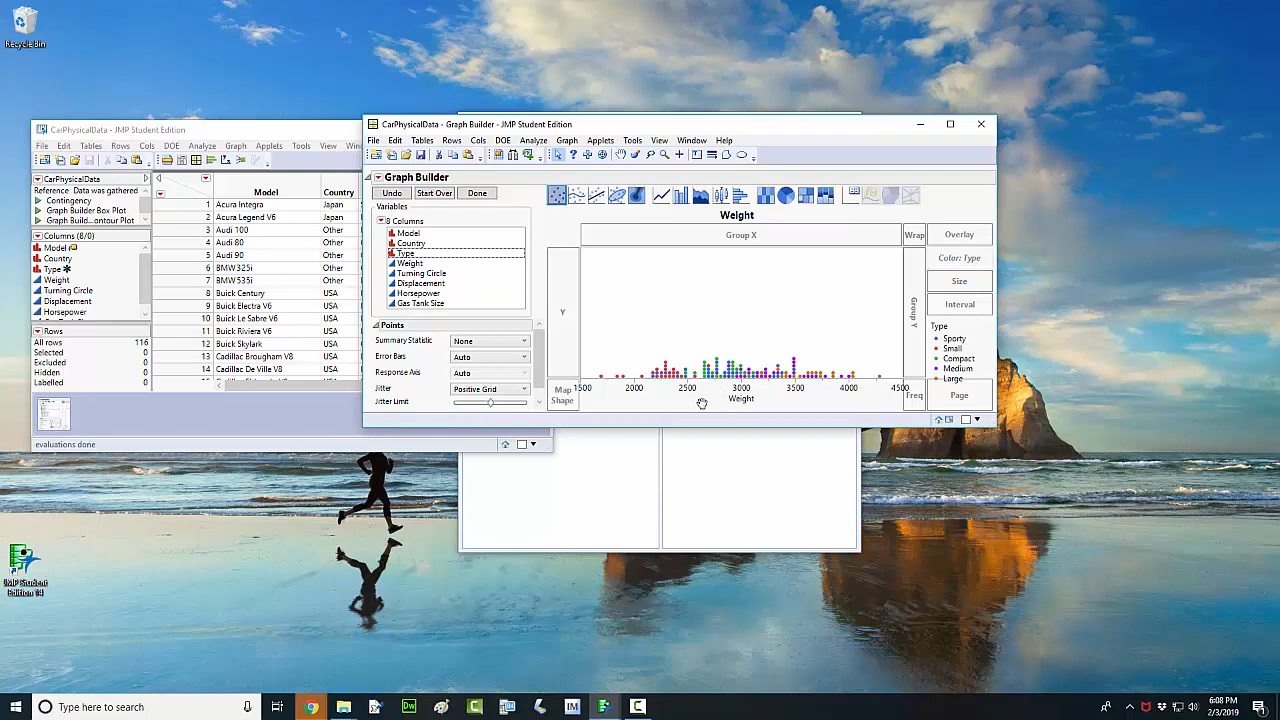 Recycle Bin
CarPhysicalData - JMP Student Edition
File Edit Tables Rows Cols DOE Analyze Graph Applets Tools View
CarPhysicalData
Reference Data was gathered
Contingency
Graph Builder Box Plot
Graph Buil...ontour Plot
Columns (8/0)
Model
Country
Type
Weight
Turning Circle
Displacement
Horsepower
Rows
All rows 116
Selected 0
Excluded 0
Hidden 0
Labelled 0
Model Country
1 Acura Integra Japan
2 Acura Legend V6 Japan
3 Audi 100 Other
4 Audi 80 Other
5 Audi 90 Other
6 BMW 325i Other
7 BMW 535i Other
8 Buick Century USA
9 Buick Electra V6 USA
10 Buick Le Sabre V6 USA
11 Buick Riviera V6 USA
12 Buick Skylark USA
13 Cadillac Brougham V8 USA
14 Cadillac DeVille V8 USA
evaluations done
CarPhysicalData - Graph Builder - JMP Student Edition
File Edit Tables Rows Cols DOE Analyze Graph Applets Tools View Window Help
Graph Builder
Undo Start Over Done
Variables
8 Columns
Model
Country
Type
Weight
Turning Circle
Displacement
Horsepower
Gas Tank Size
Points
Summary Statistic None
Error Bars Auto
Response Axis Auto
Jitter Positive Grid
Jitter Limit
Weight
Group X
Wrap
Overlay
Color: Type
Size
Interval
Y
Group Y
Type
Sporty
Small
Compact
Medium
Large
1500 2000 2500 3000 3500 4000 4500
Weight
Map Shape
Freq
Page
JMP Student Edition 14
Type here to search
Dw
IM
6:08 PM
2/3/2019